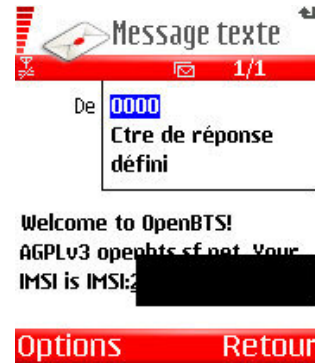 Message texte
1/1
De 0000
Ctre de réponse
défini
Welcome to OpenBTS!
AGPLv3 openbts.sf.net. Your
IMSI is IMSI:2
Options Retour